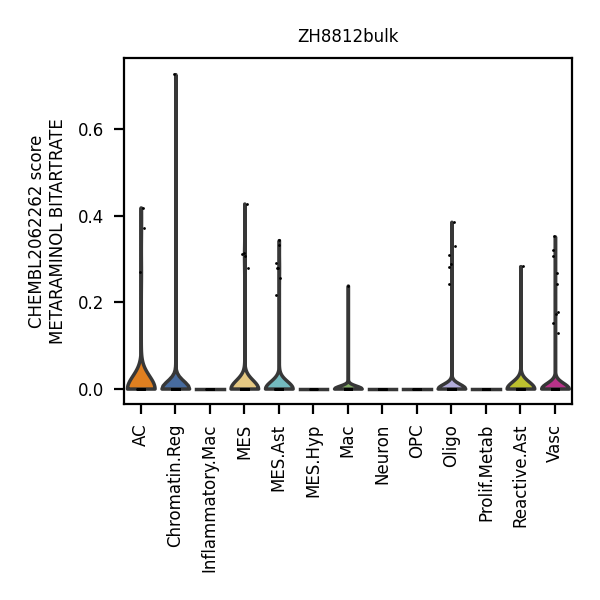 ZH8812bulk
CHEMBL2062262 score
METARAMINOL BITARTRATE
0.6
0.4
0.2
0.0
AC
Chromatin.Reg
Inflammatory.Mac
MES
MES.Ast
MES.Hyp
Mac
Neuron
OPC
Oligo
Prolif.Metab
Reactive.Ast
Vasc